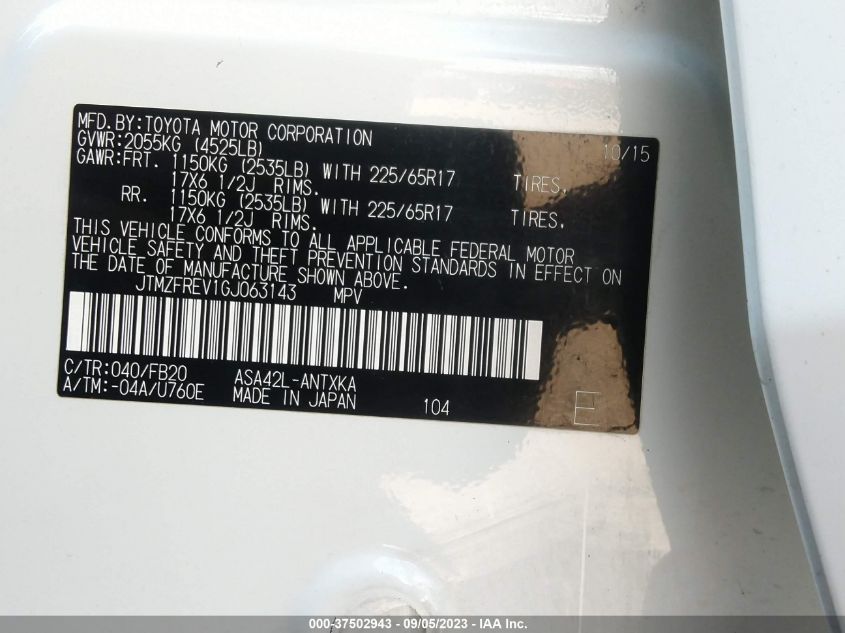 MFD.BY:TOYOTA MOTOR CORPORATION 10/15
GVWR:2055KG (4525LB)
GAWR:FRT. 1150KG (2535LB) WITH 225/65R17 TIRES,
17X6 1/2J RIMS.
RR. 1150KG (2535LB) WITH 225/65R17 TIRES,
17X6 1/2J RIMS.
THIS VEHICLE CONFORMS TO ALL APPLICABLE FEDERAL MOTOR
VEHICLE SAFETY AND THEFT PREVENTION STANDARDS IN EFFECT ON
THE DATE OF MANUFACTURE SHOWN ABOVE.
JTMZFREV1GJ063143 MPV
C/TR:040/FB20 ASA42L-ANTXKA
A/TM:-04A/U760E MADE IN JAPAN 104 E
000-37502943 - 09/05/2023 - IAA Inc.